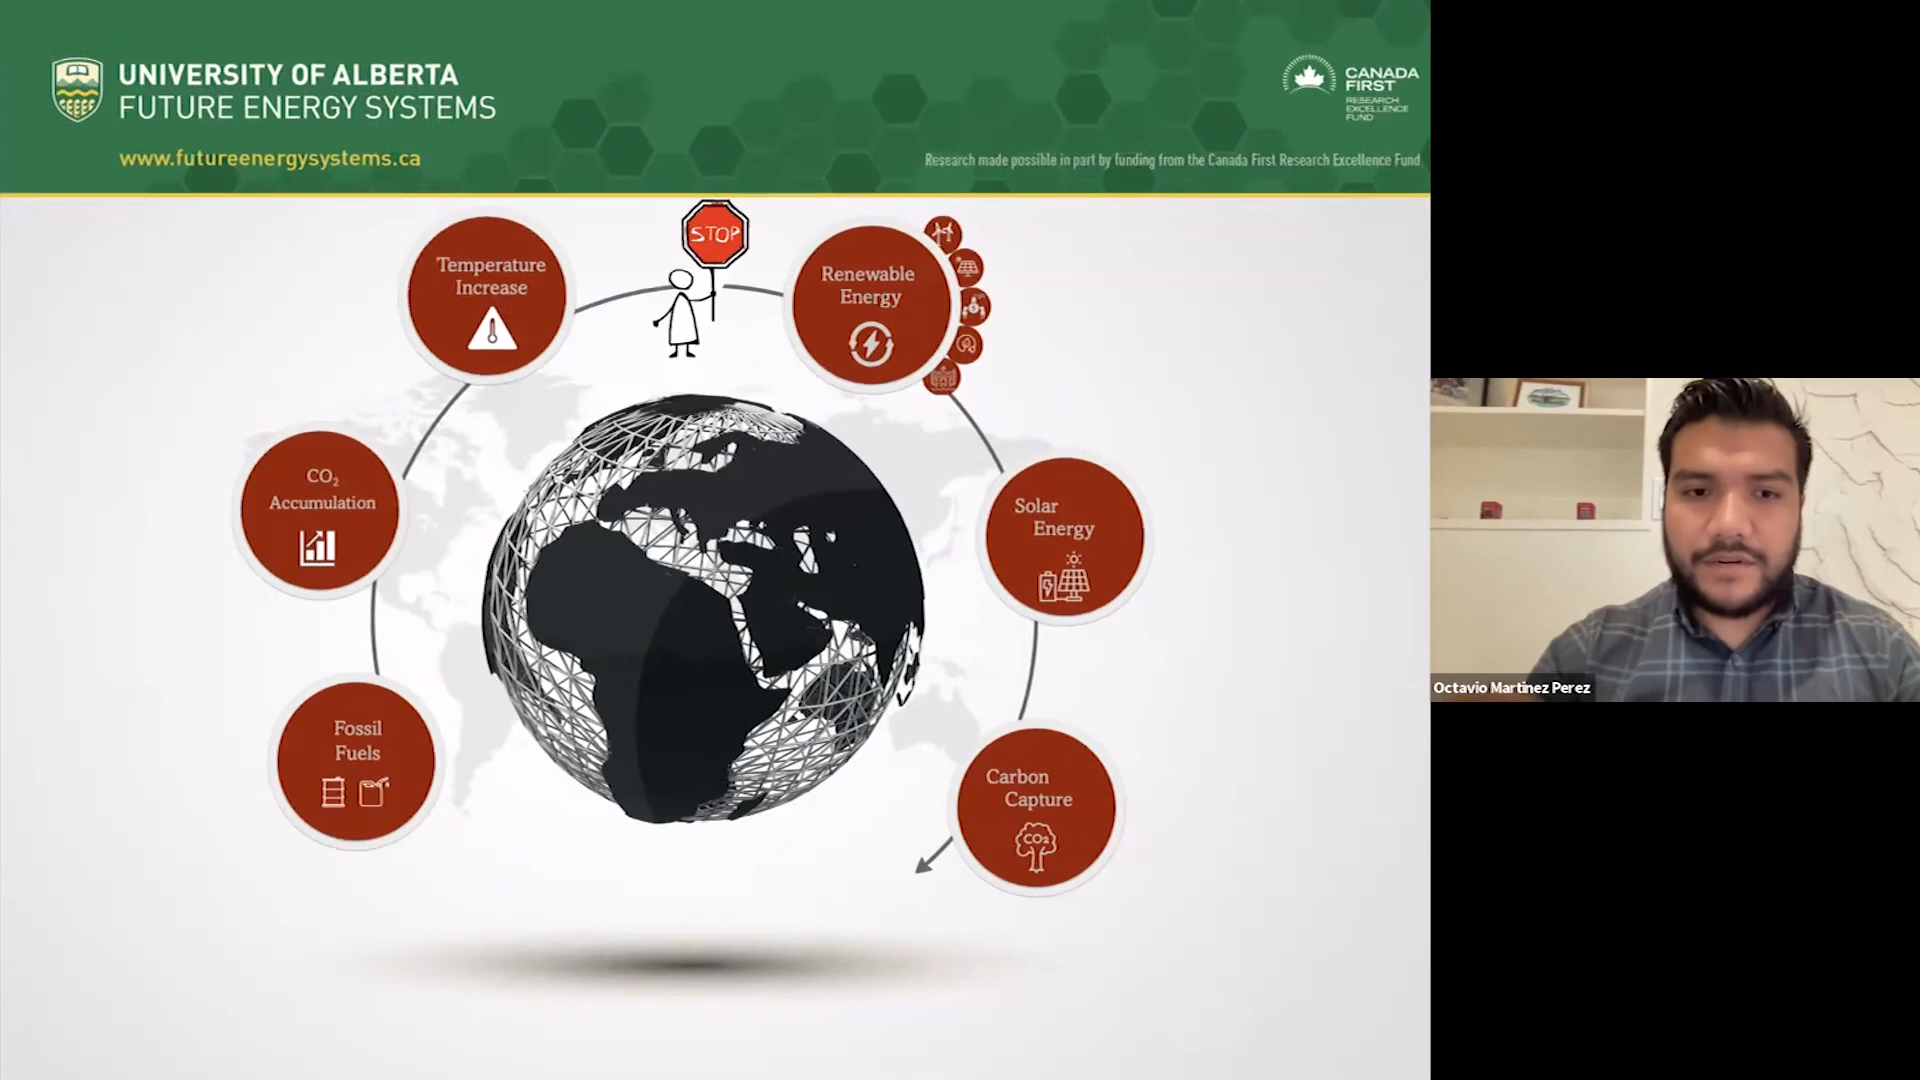 UNIVERSITY OF ALBERTA
FUTURE ENERGY SYSTEMS
www.futureenergysystems.ca
CANADA
FIRST
RESEARCH
EXCELLENCE
FUND
Research made possible in part by funding from the Canada First Research Excellence Fund
STOP
Temperature
Increase
Renewable
Energy
CO₂
Accumulation
Solar
Energy
Fossil
Fuels
Carbon
Capture
CO₂
Octavio Martinez Perez